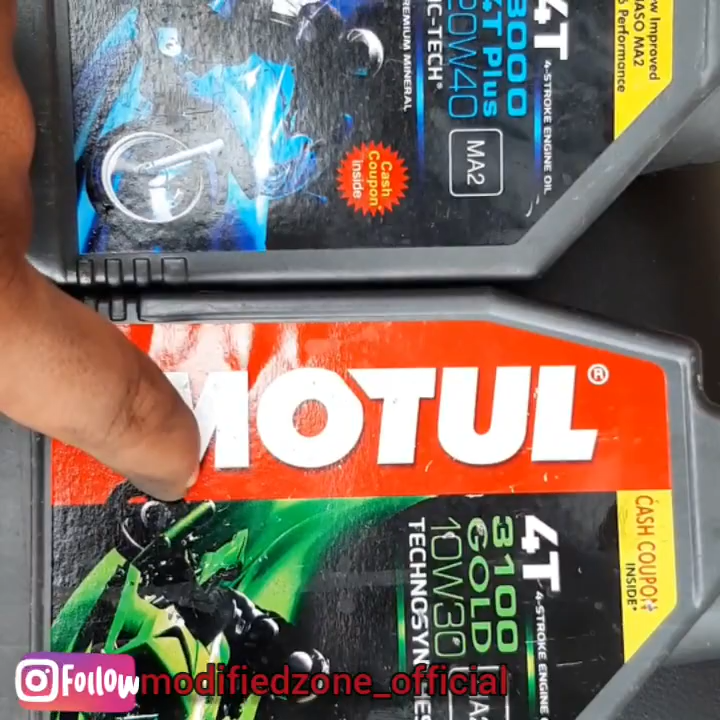 4T
4-STROKE ENGINE OIL
3000
4T Plus
20W40
MA2
PREMIUM MINERAL
Cash
Coupon
inside
w Improved
JASO MA2
Performance
MOTUL®
CASH COUPON
INSIDE*
4T
4-STROKE ENGINE
3100
GOLD
10W30
Follow
modifiedzone_official